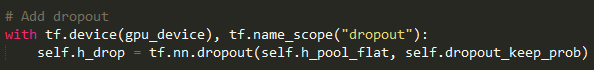 # Add dropout
with tf.device(gpu_device), tf.name_scope("dropout"):
    self.h_drop = tf.nn.dropout(self.h_pool_flat, self.dropout_keep_prob)